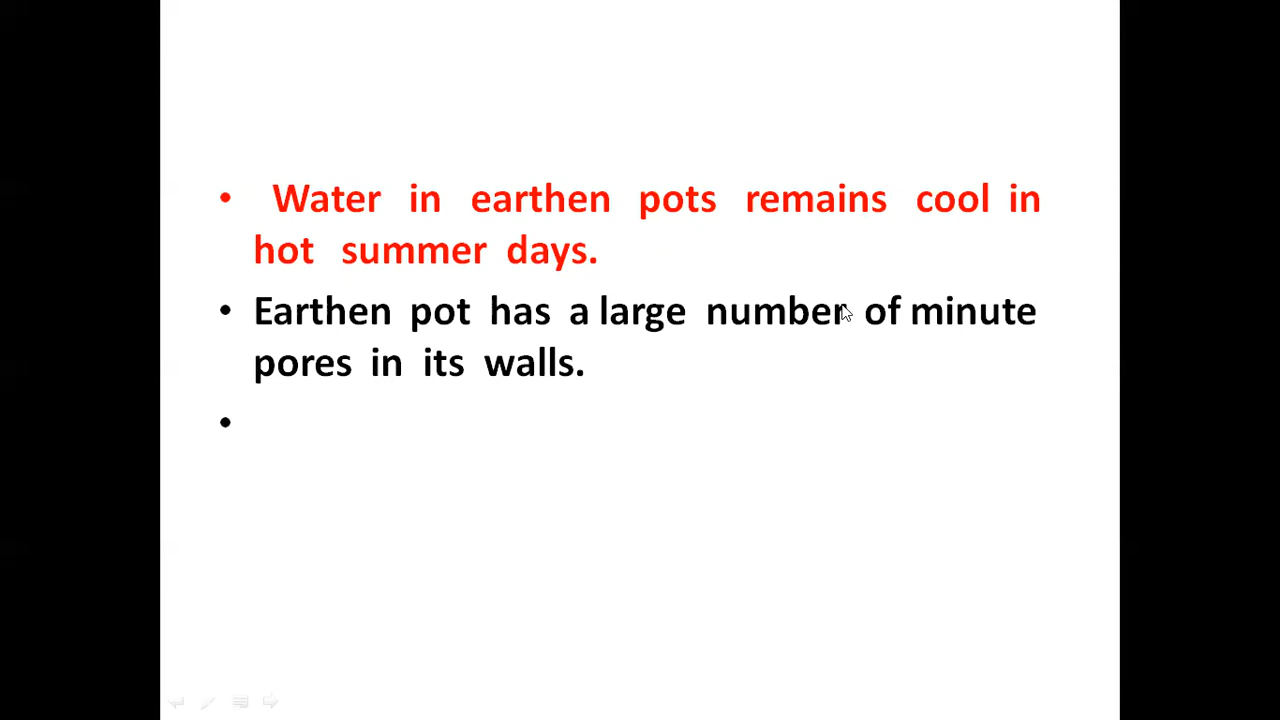 • Water in earthen pots remains cool in
hot summer days.
• Earthen pot has a large number of minute
pores in its walls.
•